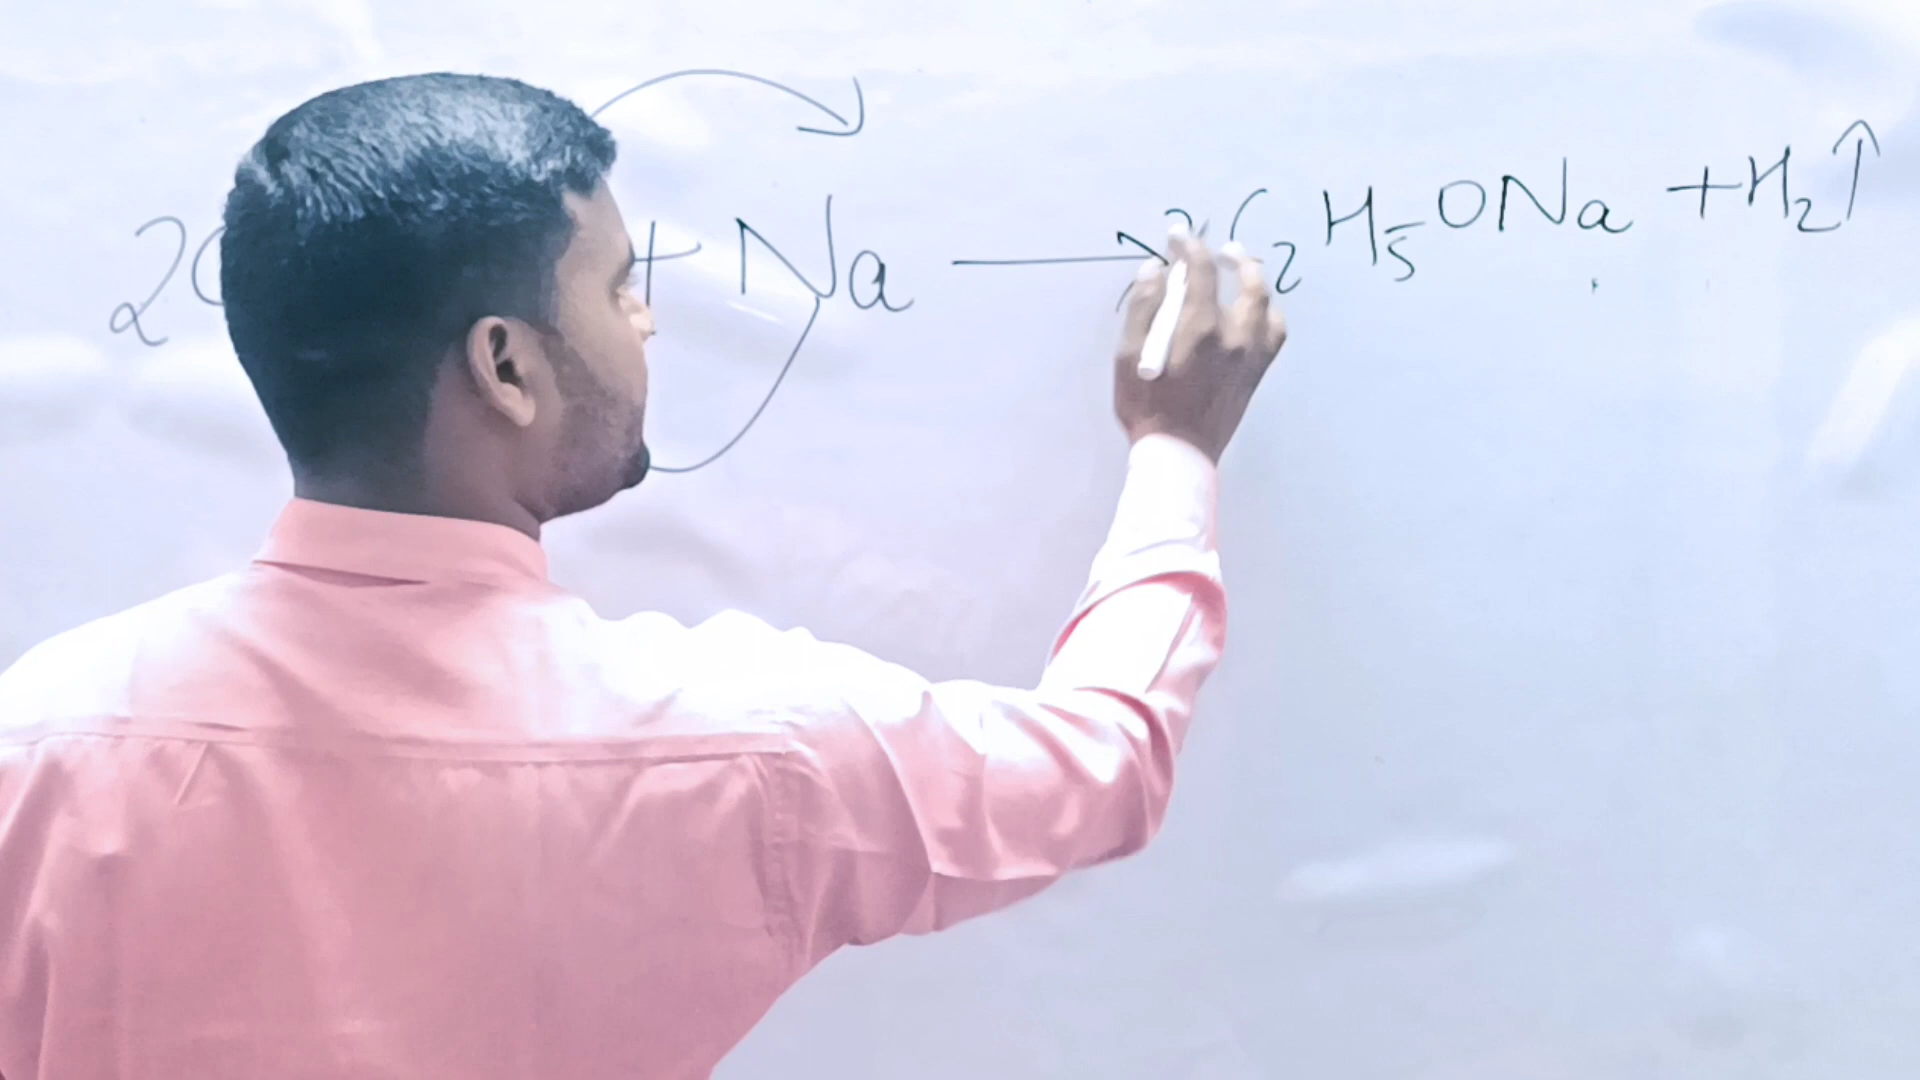 2C + Na → 2C₂H₅ONa + H₂↑